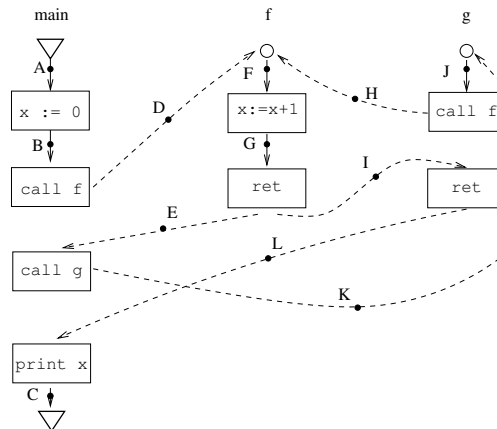 main f g
A F J
D H
x := 0 x:=x+1 call f
B G
I
call f ret ret
E
L
call g
K
print x
C